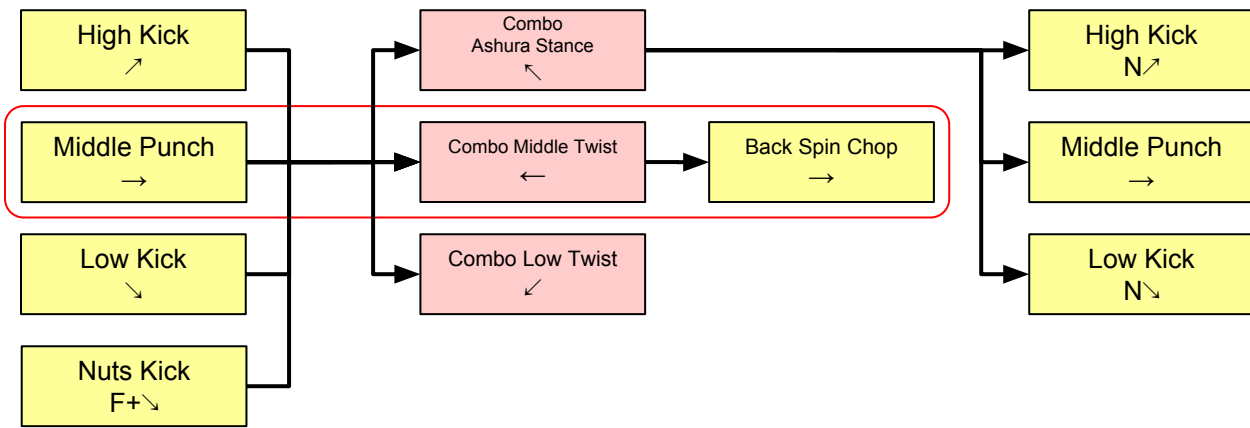 High Kick
↗
Combo
Ashura Stance
↖
High Kick
N↗
Middle Punch
→
Combo Middle Twist
←
Back Spin Chop
→
Middle Punch
→
Low Kick
↘
Combo Low Twist
↙
Low Kick
N↘
Nuts Kick
F+↘